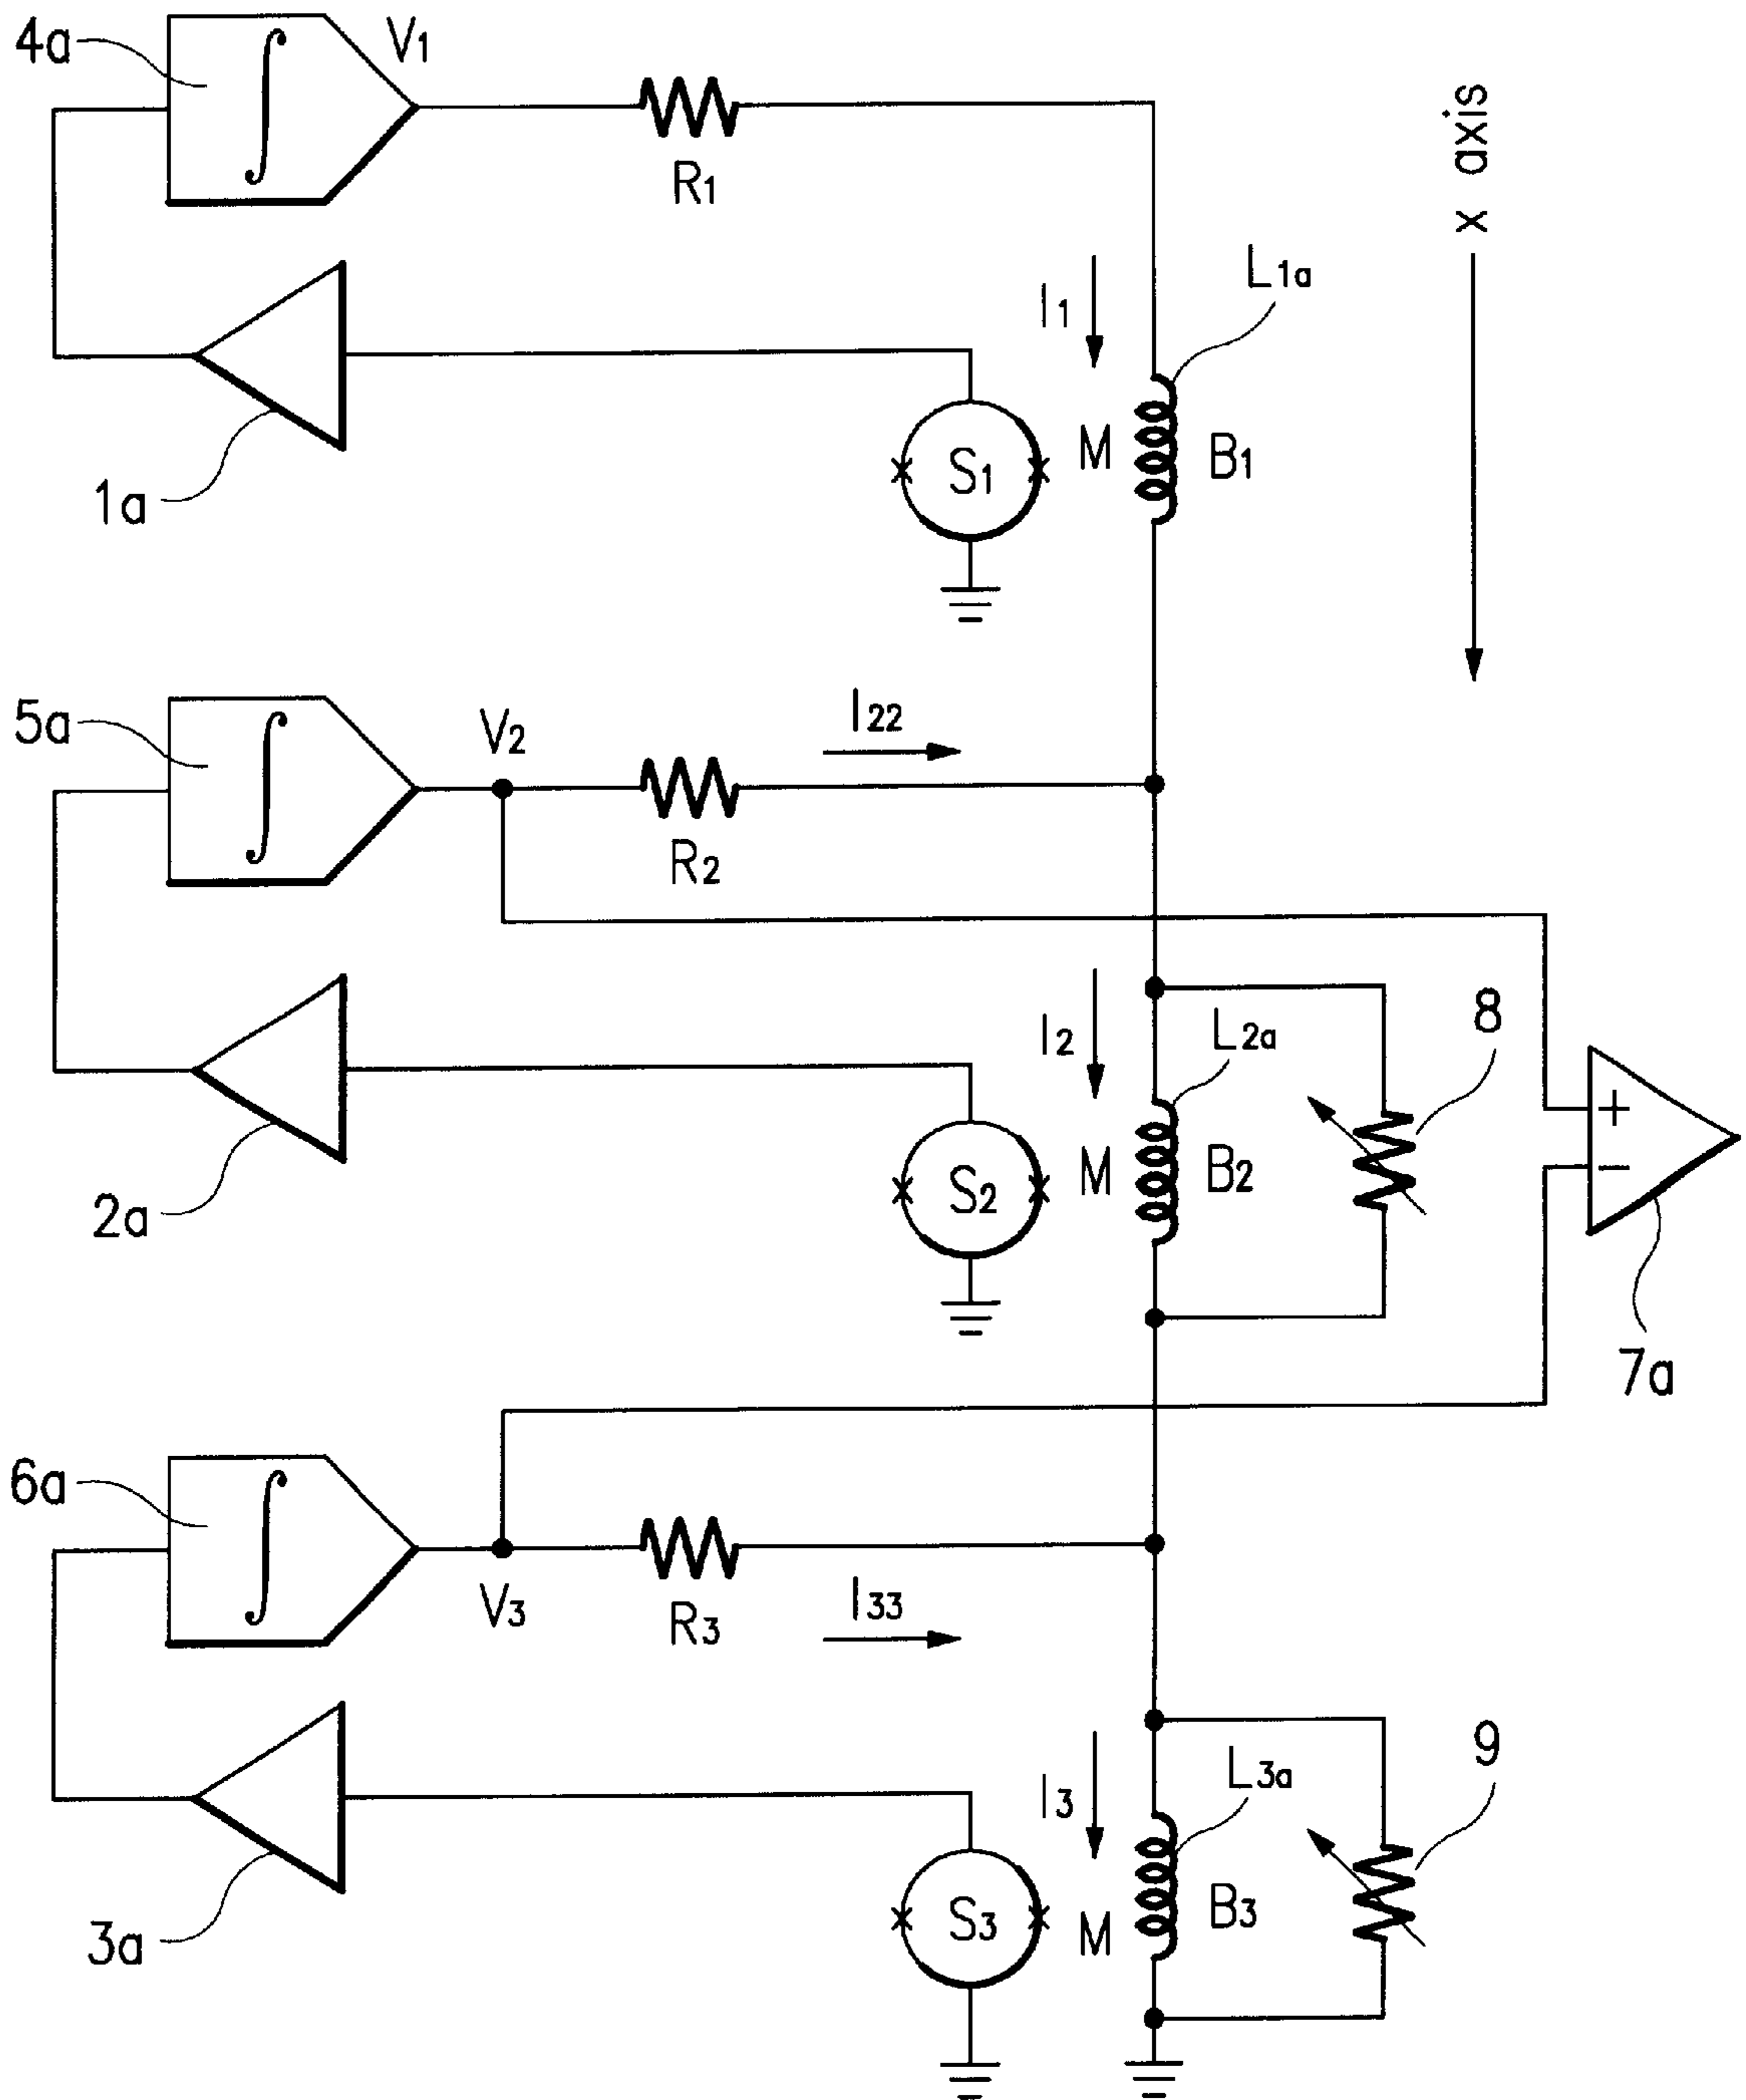 4a
∫
V1
R1
x axis
L1a
I1
1a
S1
M
B1
5a
∫
V2
I22
R2
I2
L2a
8
2a
S2
M
B2
+
−
7a
6a
∫
V3
R3
I33
I3
L3a
9
3a
S3
M
B3